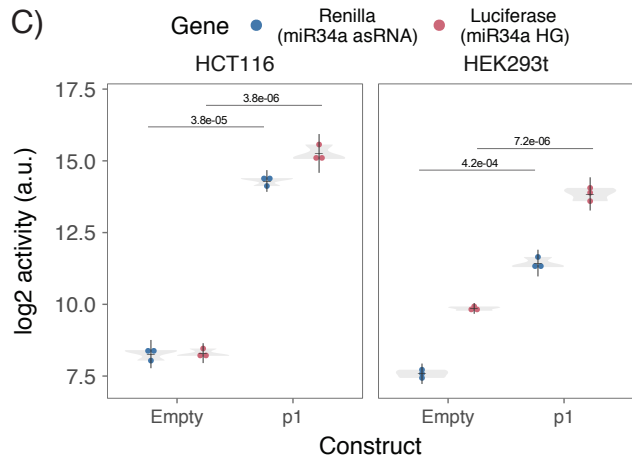 C)
Gene
Renilla
(miR34a asRNA)
Luciferase
(miR34a HG)
HCT116
HEK293t
log2 activity (a.u.)
17.5
15.0
12.5
10.0
7.5
3.8e-06
3.8e-05
7.2e-06
4.2e-04
Empty
p1
Empty
p1
Construct